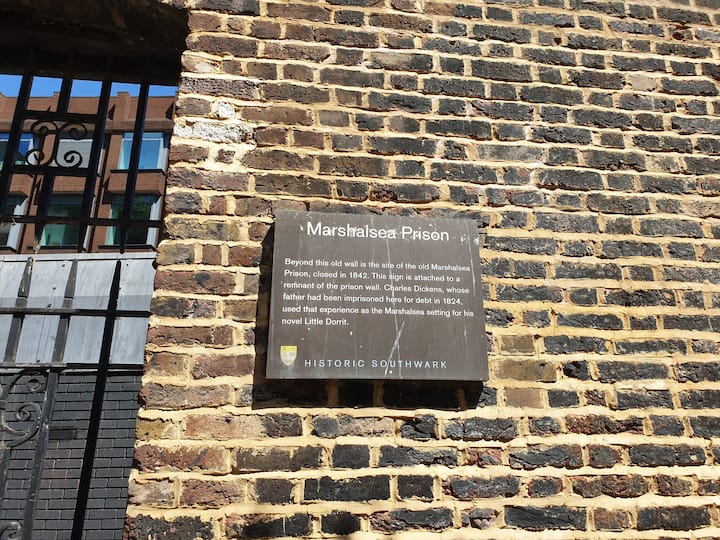 Marshalsea Prison
Beyond this old wall is the site of the old Marshalsea
Prison, closed in 1842. This sign is attached to a
remnant of the prison wall. Charles Dickens, whose
father had been imprisoned here for debt in 1824,
used that experience as the Marshalsea setting for his
novel Little Dorrit.
HISTORIC SOUTHWARK